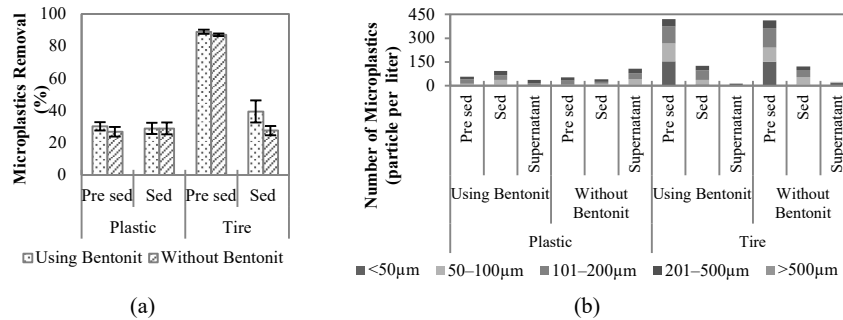 Microplastics Removal
(%)
100
80
60
40
20
0
Pre sed
Sed
Pre sed
Sed
Plastic
Tire
Using Bentonit
Without Bentonit
(a)
Number of Microplastics
(particle per liter)
450
300
150
0
Pre sed
Sed
Supernatant
Pre sed
Sed
Supernatant
Pre sed
Sed
Supernatant
Pre sed
Sed
Supernatant
Using Bentonit
Without
Bentonit
Using Bentonit
Without
Bentonit
Plastic
Tire
<50µm
50–100µm
101–200µm
201–500µm
>500µm
(b)